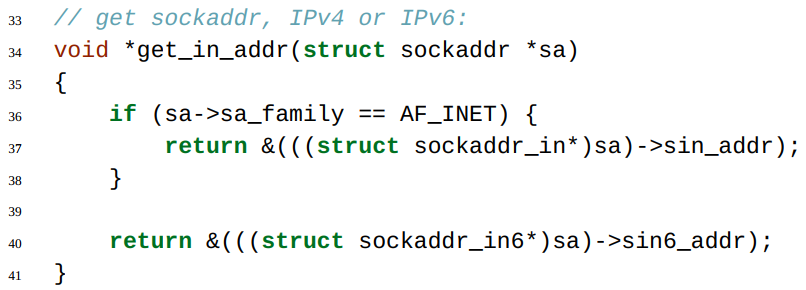 33 // get sockaddr, IPv4 or IPv6:
34 void *get_in_addr(struct sockaddr *sa)
35 {
36     if (sa->sa_family == AF_INET) {
37         return &(((struct sockaddr_in*)sa)->sin_addr);
38     }
39
40     return &(((struct sockaddr_in6*)sa)->sin6_addr);
41 }